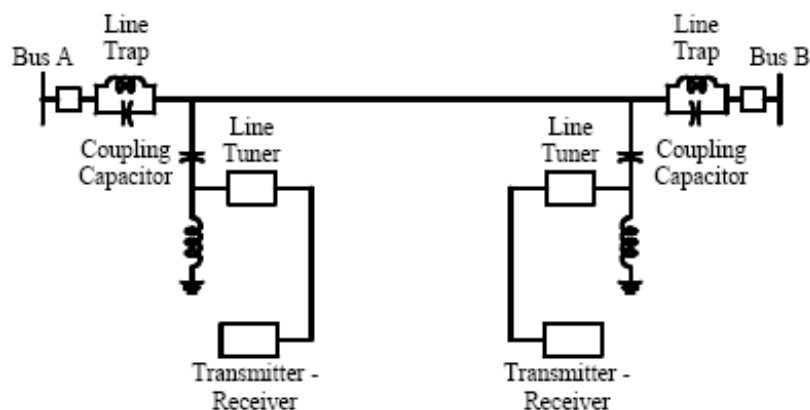 Line
Trap
Bus A
Line
Trap
Bus B
Coupling
Capacitor
Line
Tuner
Line
Tuner
Coupling
Capacitor
Transmitter -
Receiver
Transmitter -
Receiver